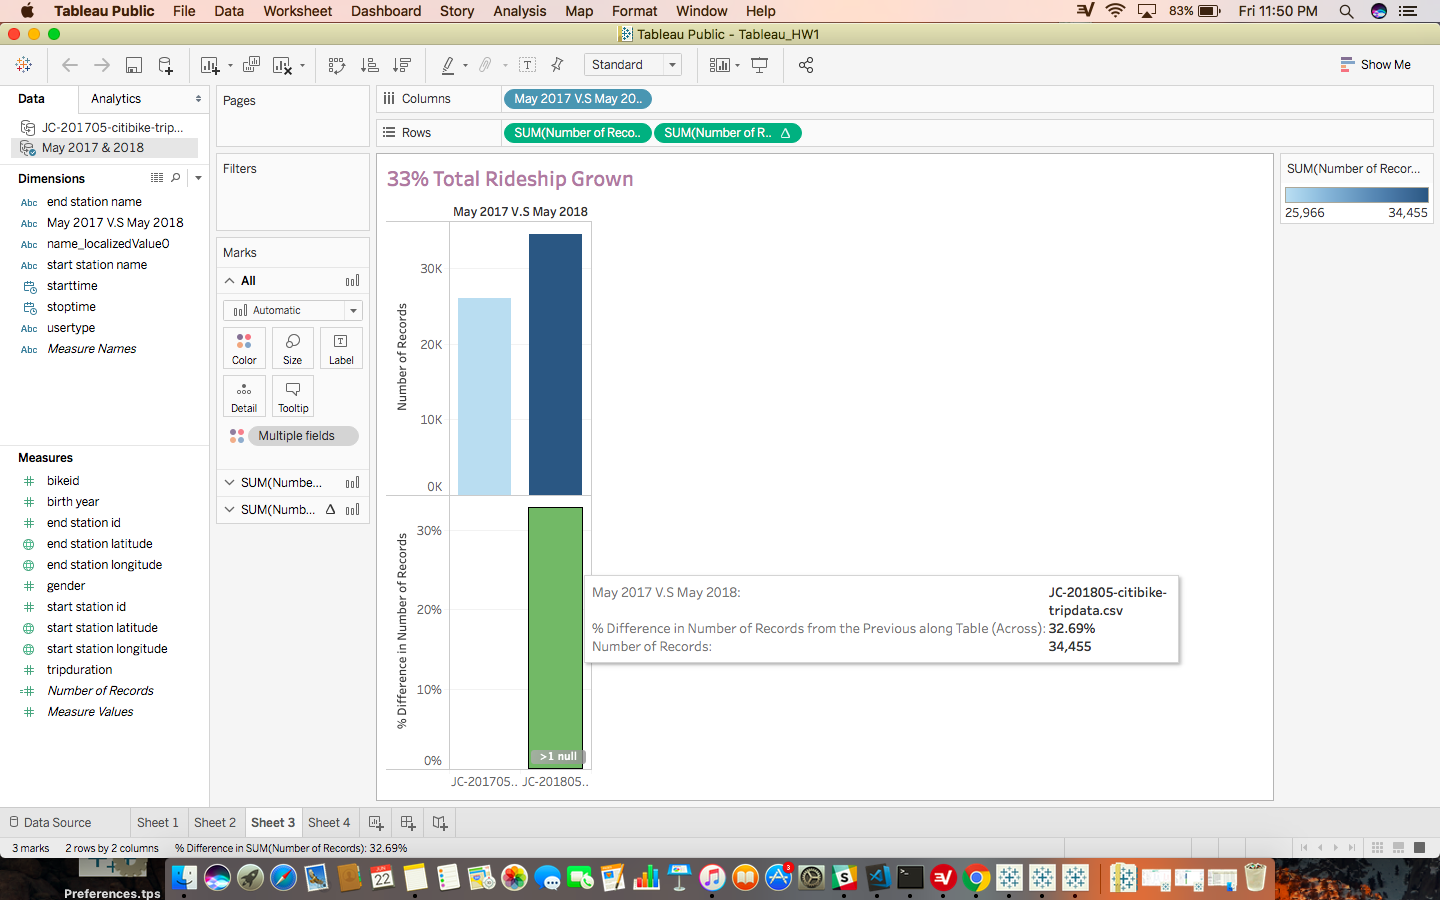 Tableau Public File Data Worksheet Dashboard Story Analysis Map Format Window Help 83% Fri 11:50 PM
Tableau Public - Tableau_HW1
Standard Show Me
Data Analytics
JC-201705-citibike-trip...
May 2017 & 2018
Dimensions
Abc end station name
Abc May 2017 V.S May 2018
Abc name_localizedValue0
Abc start station name
starttime
stoptime
Abc usertype
Abc Measure Names
Measures
# bikeid
# birth year
# end station id
end station latitude
end station longitude
# gender
# start station id
start station latitude
start station longitude
# tripduration
=# Number of Records
# Measure Values
Pages
Filters
Marks
All
Automatic
Color Size Label
Detail Tooltip
Multiple fields
SUM(Numbe...
SUM(Numb... Δ
Columns May 2017 V.S May 20..
Rows SUM(Number of Reco.. SUM(Number of R.. Δ
33% Total Rideship Grown
May 2017 V.S May 2018
Number of Records
30K
20K
10K
0K
% Difference in Number of Records
30%
20%
10%
0%
>1 null
JC-201705.. JC-201805..
May 2017 V.S May 2018: JC-201805-citibike-
tripdata.csv
% Difference in Number of Records from the Previous along Table (Across): 32.69%
Number of Records: 34,455
SUM(Number of Recor...
25,966 34,455
Data Source Sheet 1 Sheet 2 Sheet 3 Sheet 4
3 marks 2 rows by 2 columns % Difference in SUM(Number of Records): 32.69%
Preferences.tps
22
3